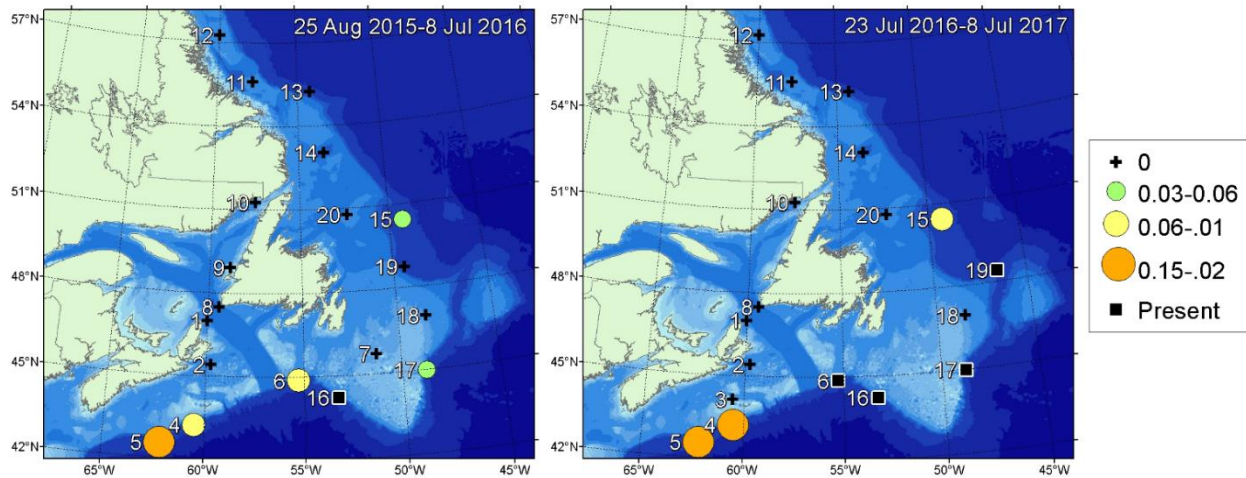 25 Aug 2015-8 Jul 2016
57°N
54°N
51°N
48°N
45°N
42°N
12
11
13
14
10
20
15
9
19
8
1
18
2
7
6
17
16
4
5
65°W
60°W
55°W
50°W
45°W
23 Jul 2016-8 Jul 2017
57°N
54°N
51°N
48°N
45°N
42°N
12
11
13
14
10
20
15
19
8
1
18
2
6
17
16
3
4
5
65°W
60°W
55°W
50°W
45°W
0
0.03-0.06
0.06-.01
0.15-.02
Present